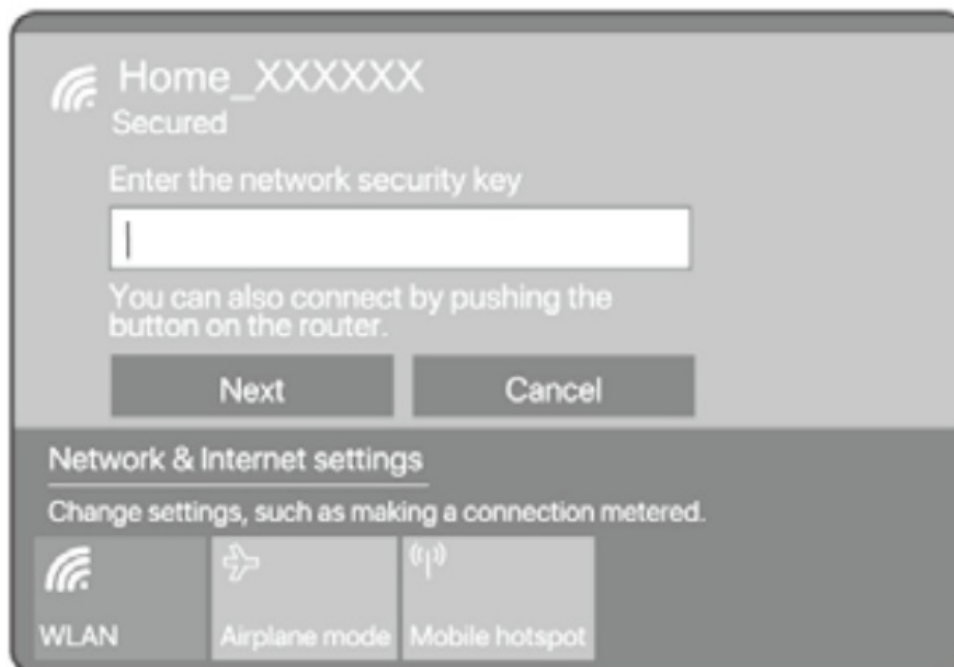 Home_XXXXXX
Secured
Enter the network security key
You can also connect by pushing the
button on the router.
Next
Cancel
Network & Internet settings
Change settings, such as making a connection metered.
WLAN
Airplane mode
Mobile hotspot